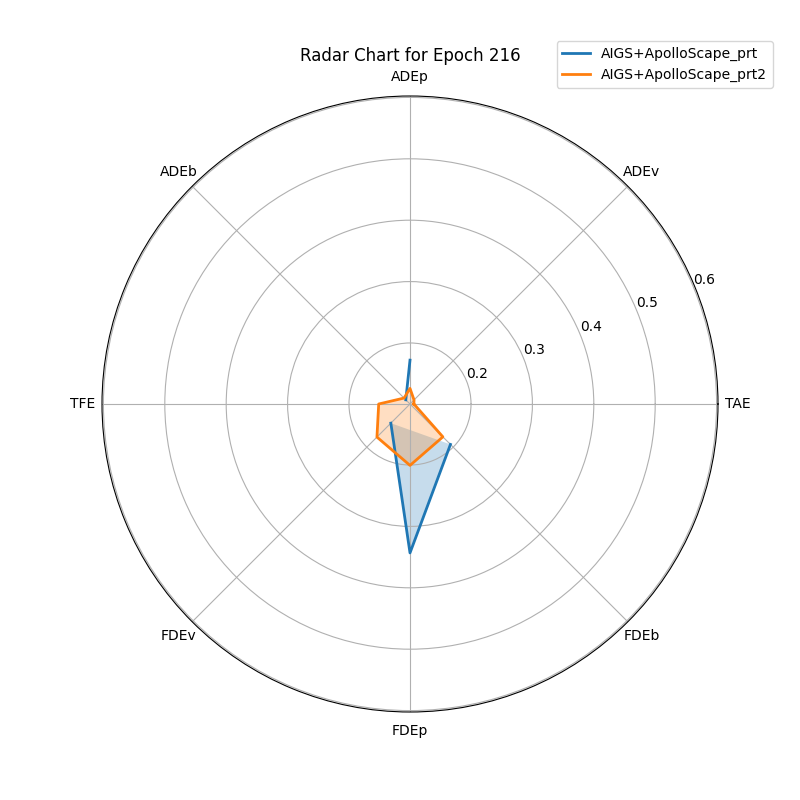 Radar Chart for Epoch 216
AIGS+ApolloScape_prt
AIGS+ApolloScape_prt2
ADEp
ADEb
ADEv
0.6
0.5
0.4
0.3
0.2
TFE
TAE
FDEv
FDEb
FDEp